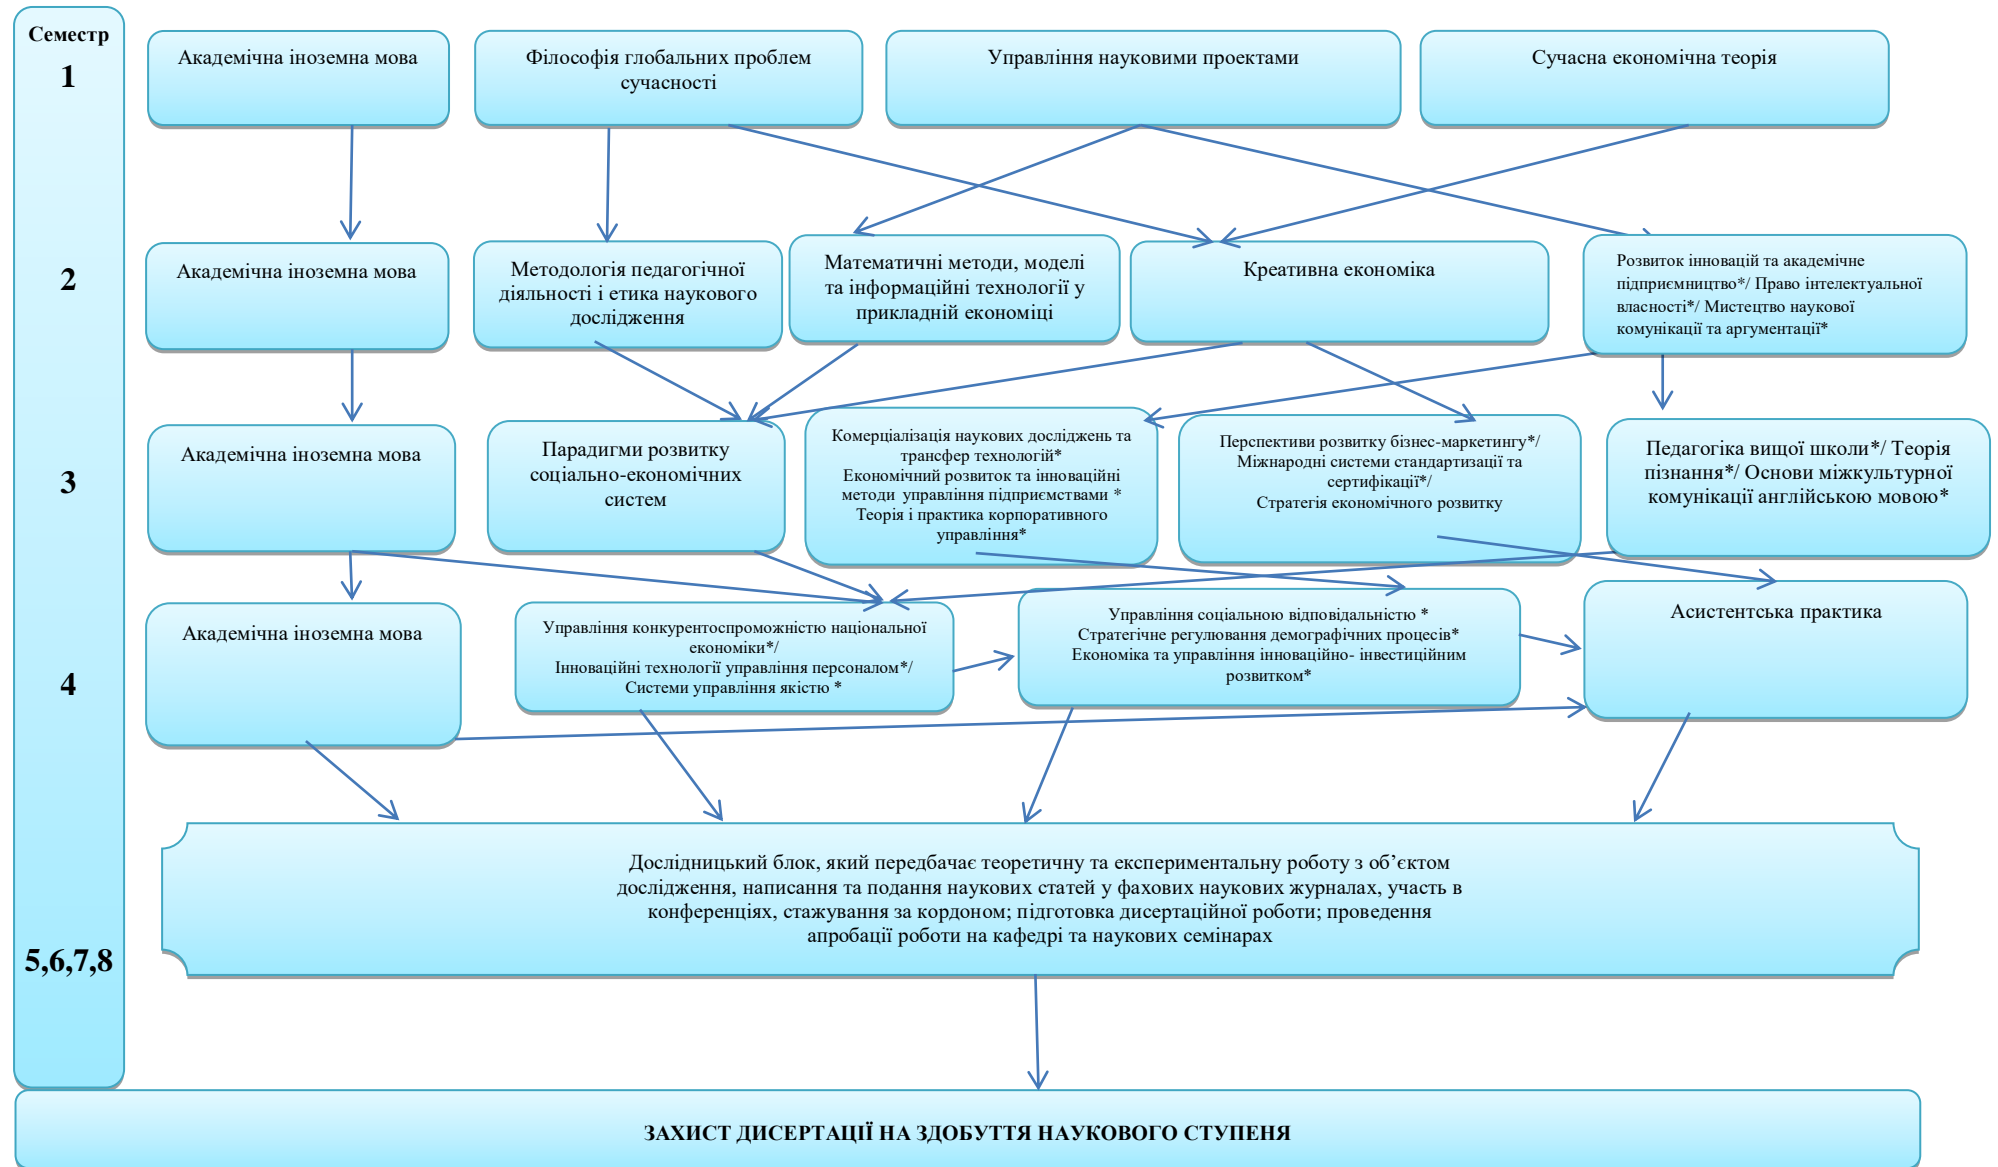 Семестр
1
Академічна іноземна мова
Філософія глобальних проблем
сучасності
Управління науковими проектами
Сучасна економічна теорія
2
Академічна іноземна мова
Методологія педагогічної
діяльності і етика наукового
дослідження
Математичні методи, моделі
та інформаційні технології у
прикладній економіці
Креативна економіка
Розвиток інновацій та академічне
підприємництво*/ Право інтелектуальної
власності*/ Мистецтво наукової
комунікації та аргументації*
3
Академічна іноземна мова
Парадигми розвитку
соціально-економічних
систем
Комерціалізація наукових досліджень та
трансфер технологій*
Економічний розвиток та інноваційні
методи управління підприємствами *
Теорія і практика корпоративного
управління*
Перспективи розвитку бізнес-маркетингу*/
Міжнародні системи стандартизації та
сертифікації*/
Стратегія економічного розвитку
Педагогіка вищої школи*/ Теорія
пізнання*/ Основи міжкультурної
комунікації англійською мовою*
4
Академічна іноземна мова
Управління конкурентоспроможністю національної
економіки*/
Інноваційні технології управління персоналом*/
Системи управління якістю *
Управління соціальною відповідальністю *
Стратегічне регулювання демографічних процесів*
Економіка та управління інноваційно- інвестиційним
розвитком*
Асистентська практика
5,6,7,8
Дослідницький блок, який передбачає теоретичну та експериментальну роботу з об’єктом
дослідження, написання та подання наукових статей у фахових наукових журналах, участь в
конференціях, стажування за кордоном; підготовка дисертаційної роботи; проведення
апробації роботи на кафедрі та наукових семінарах
ЗАХИСТ ДИСЕРТАЦІЇ НА ЗДОБУТТЯ НАУКОВОГО СТУПЕНЯ